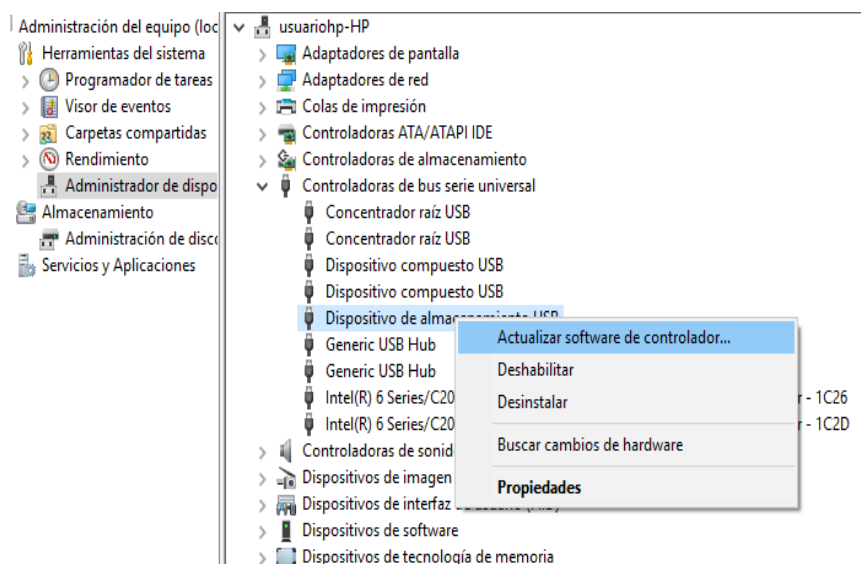 Administración del equipo (loc
Herramientas del sistema
Programador de tareas
Visor de eventos
Carpetas compartidas
Rendimiento
Administrador de dispo
Almacenamiento
Administración de disco
Servicios y Aplicaciones
usuariohp-HP
Adaptadores de pantalla
Adaptadores de red
Colas de impresión
Controladoras ATA/ATAPI IDE
Controladoras de almacenamiento
Controladoras de bus serie universal
Concentrador raíz USB
Concentrador raíz USB
Dispositivo compuesto USB
Dispositivo compuesto USB
Dispositivo de almacenamiento USB
Generic USB Hub
Generic USB Hub
Intel(R) 6 Series/C20 r - 1C26
Intel(R) 6 Series/C20 r - 1C2D
Controladoras de sonid
Dispositivos de imagen
Dispositivos de interfaz de usuario (HID)
Dispositivos de software
Dispositivos de tecnología de memoria
Actualizar software de controlador...
Deshabilitar
Desinstalar
Buscar cambios de hardware
Propiedades